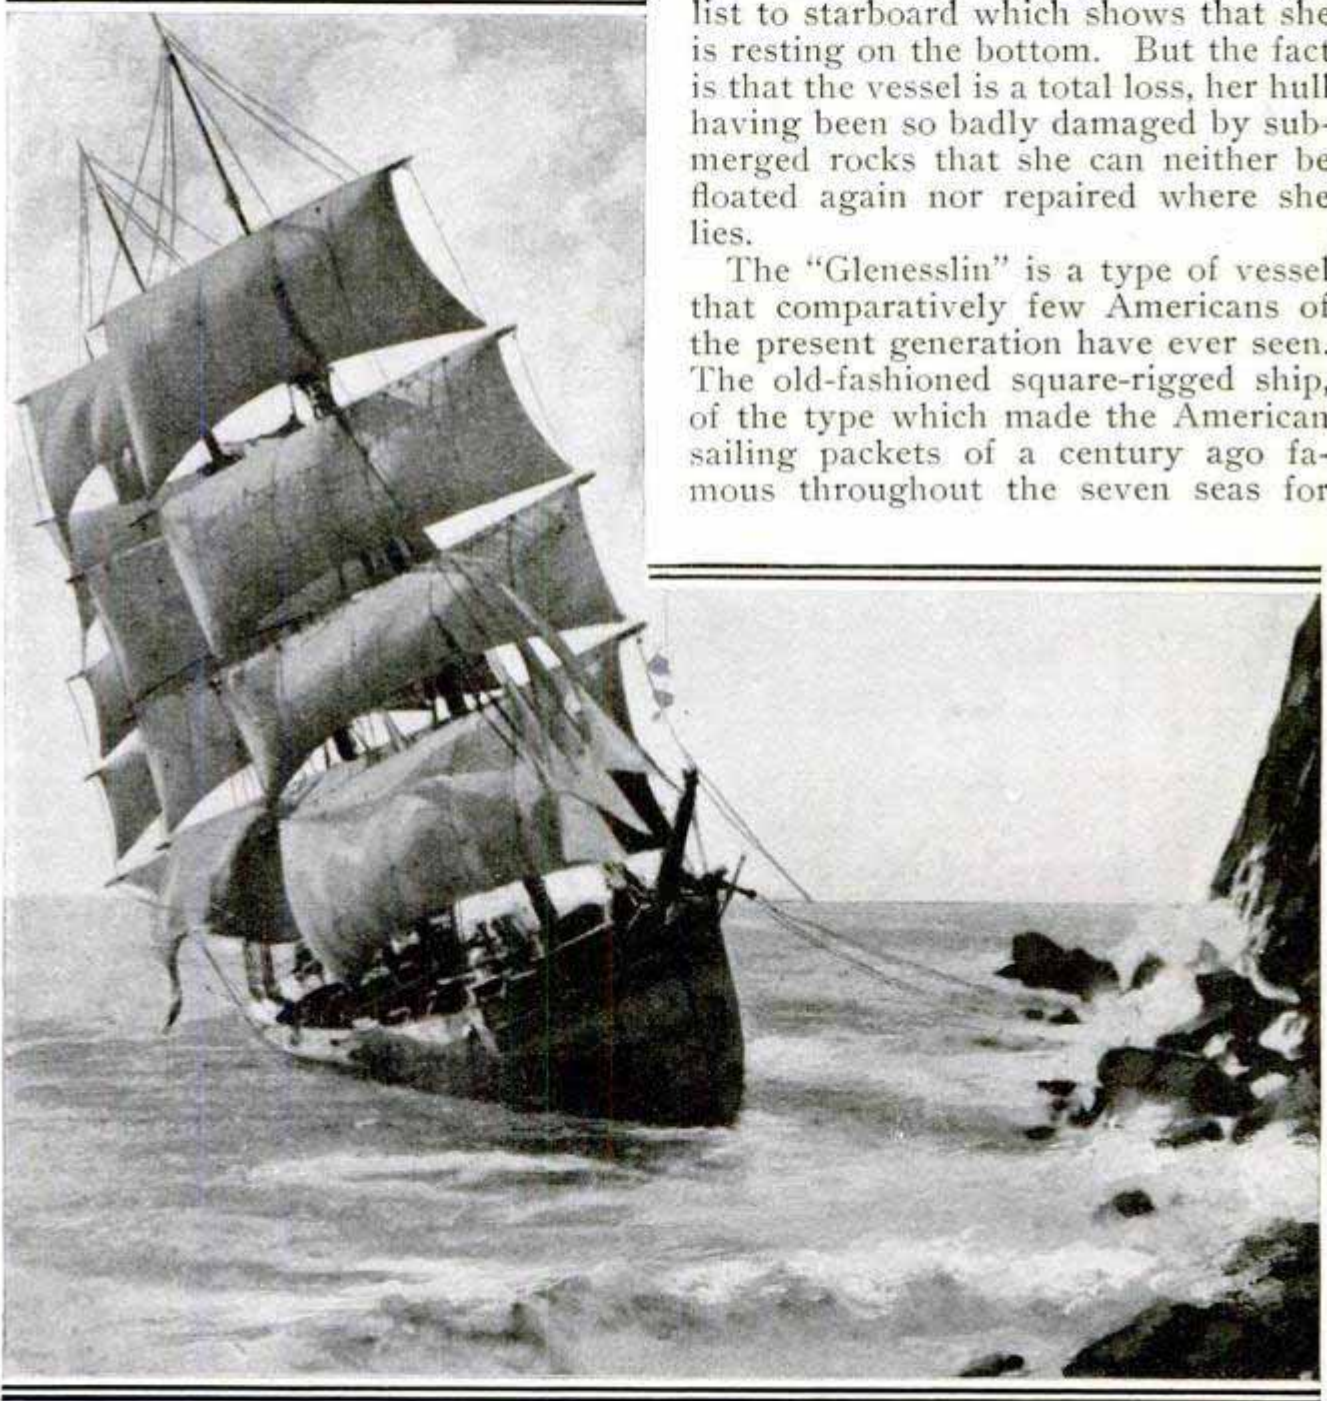 list to starboard which shows that she
is resting on the bottom. But the fact
is that the vessel is a total loss, her hull
having been so badly damaged by sub-
merged rocks that she can neither be
floated again nor repaired where she
lies.
The “Glenesslin” is a type of vessel
that comparatively few Americans of
the present generation have ever seen.
The old-fashioned square-rigged ship,
of the type which made the American
sailing packets of a century ago fa-
mous throughout the seven seas for